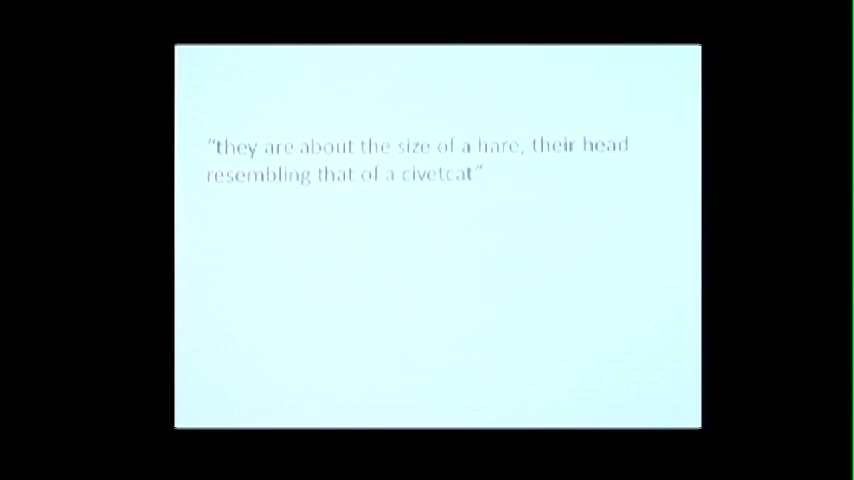 "they are about the size of a hare, their head
resembling that of a civetcat"